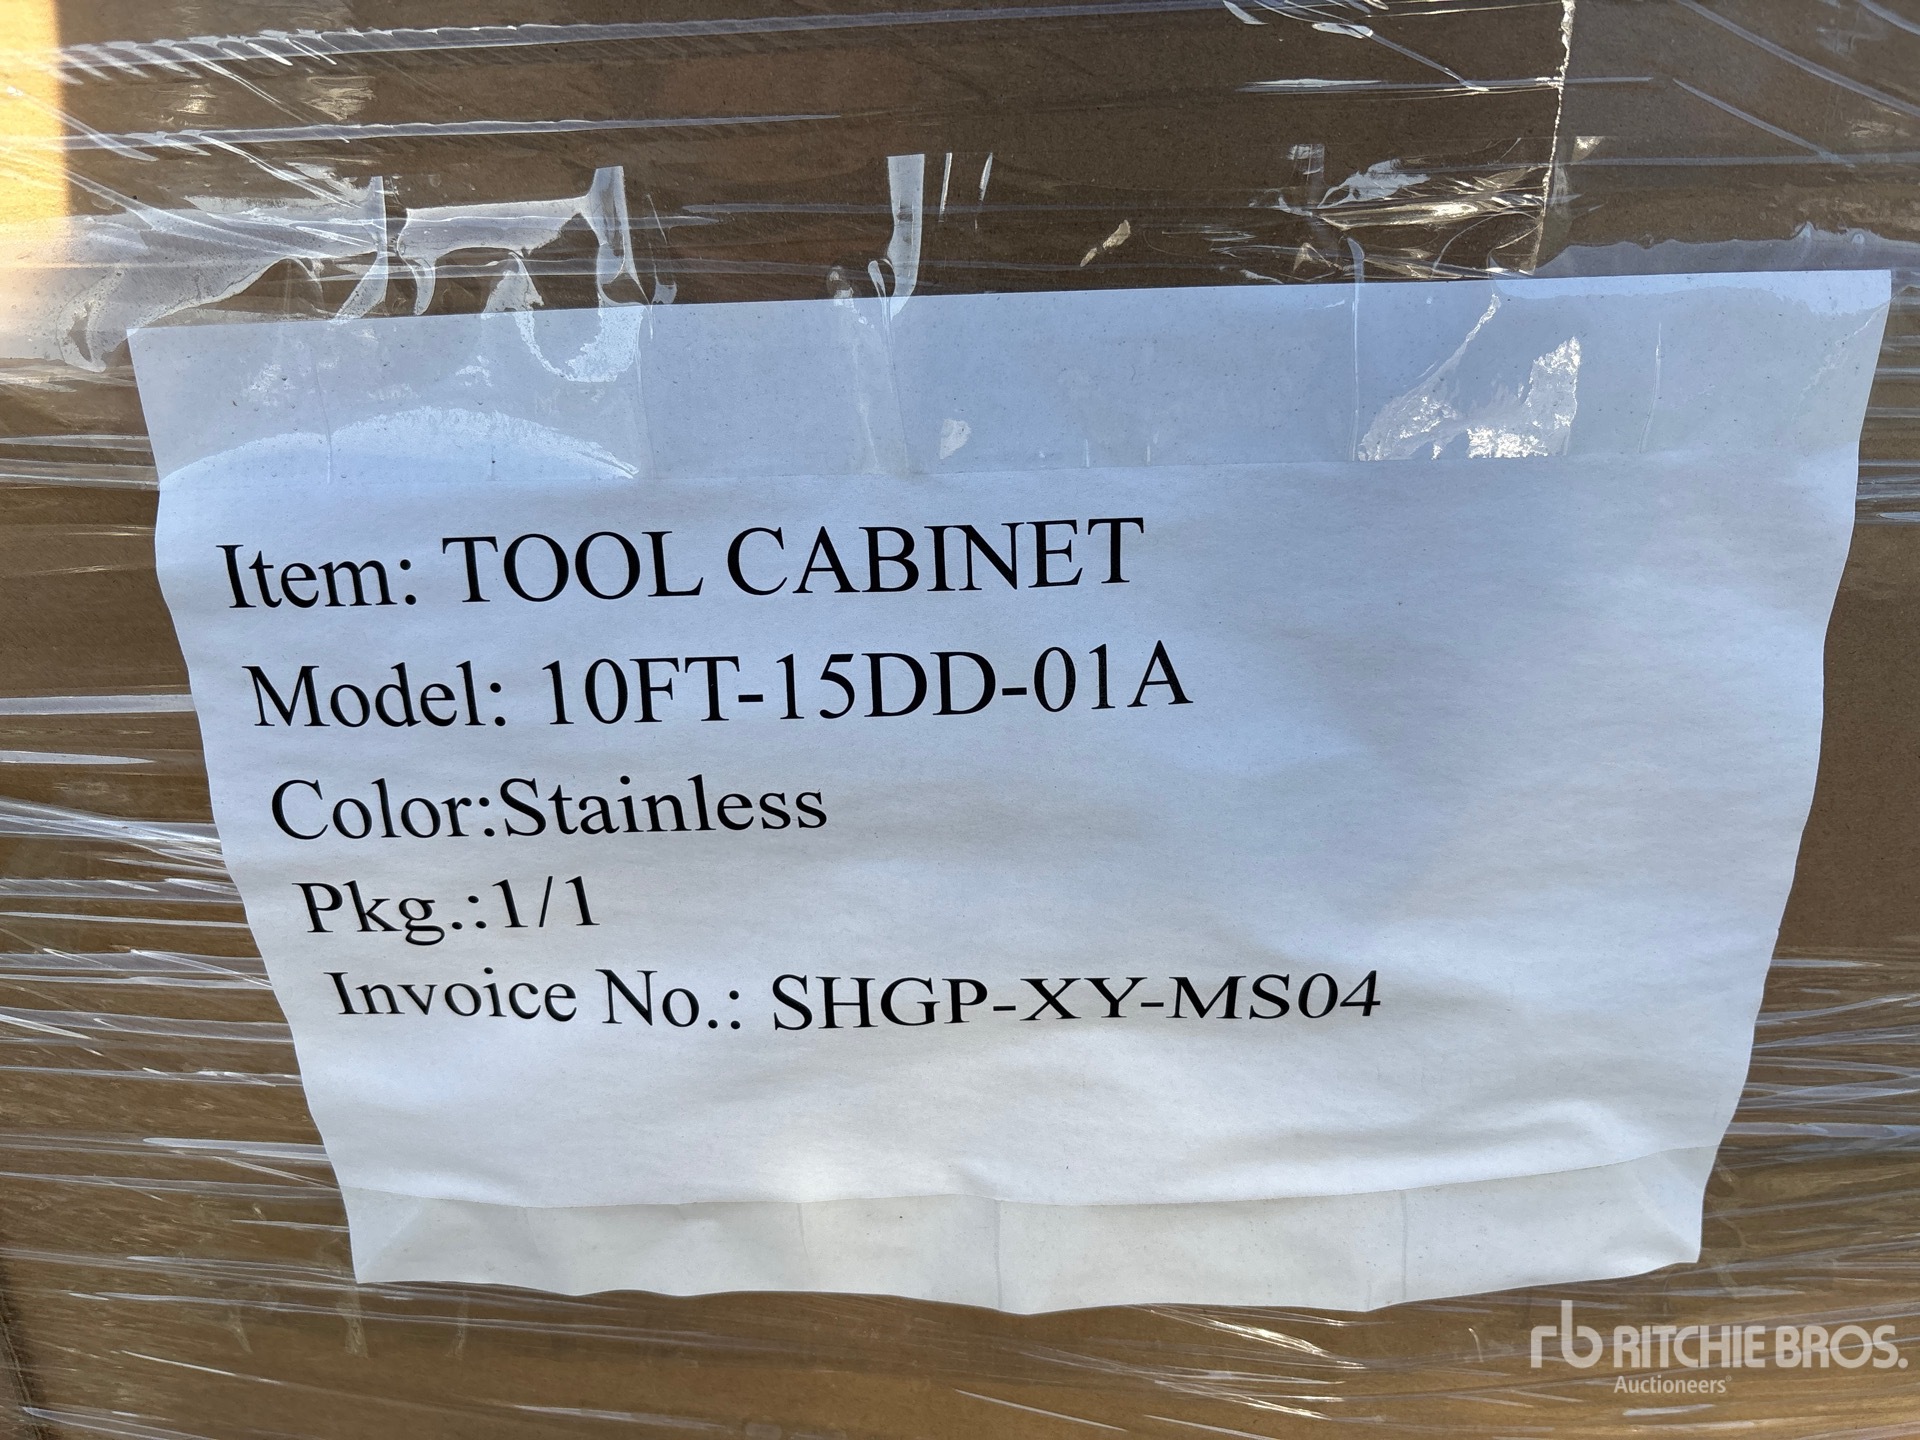 Item: TOOL CABINET
Model: 10FT-15DD-01A
Color:Stainless
Pkg.:1/1
Invoice No.: SHGP-XY-MS04
rb RITCHIE BROS.
Auctioneers